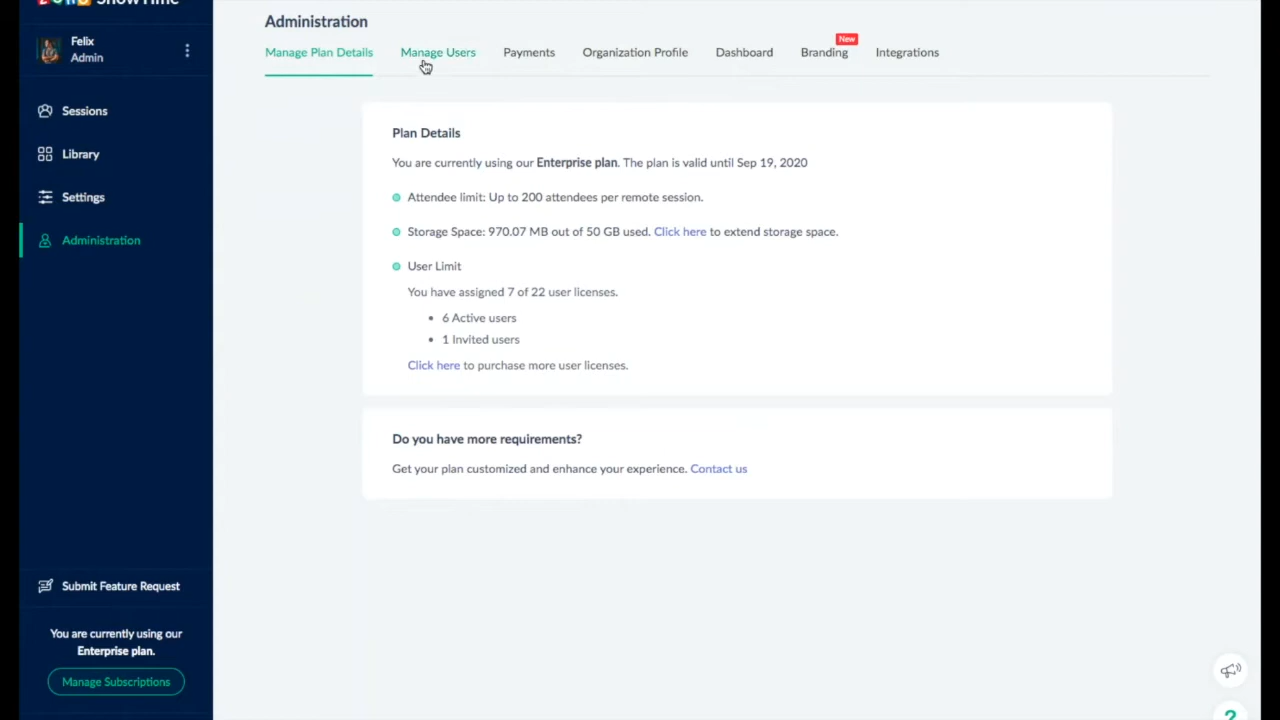 ShowTime
Felix
Admin
Sessions
Library
Settings
Administration
Submit Feature Request
You are currently using our
Enterprise plan.
Manage Subscriptions
Administration
Manage Plan Details
Manage Users
Payments
Organization Profile
Dashboard
Branding
New
Integrations
Plan Details
You are currently using our Enterprise plan. The plan is valid until Sep 19, 2020
Attendee limit: Up to 200 attendees per remote session.
Storage Space: 970.07 MB out of 50 GB used. Click here to extend storage space.
User Limit
You have assigned 7 of 22 user licenses.
6 Active users
1 Invited users
Click here to purchase more user licenses.
Do you have more requirements?
Get your plan customized and enhance your experience. Contact us
?